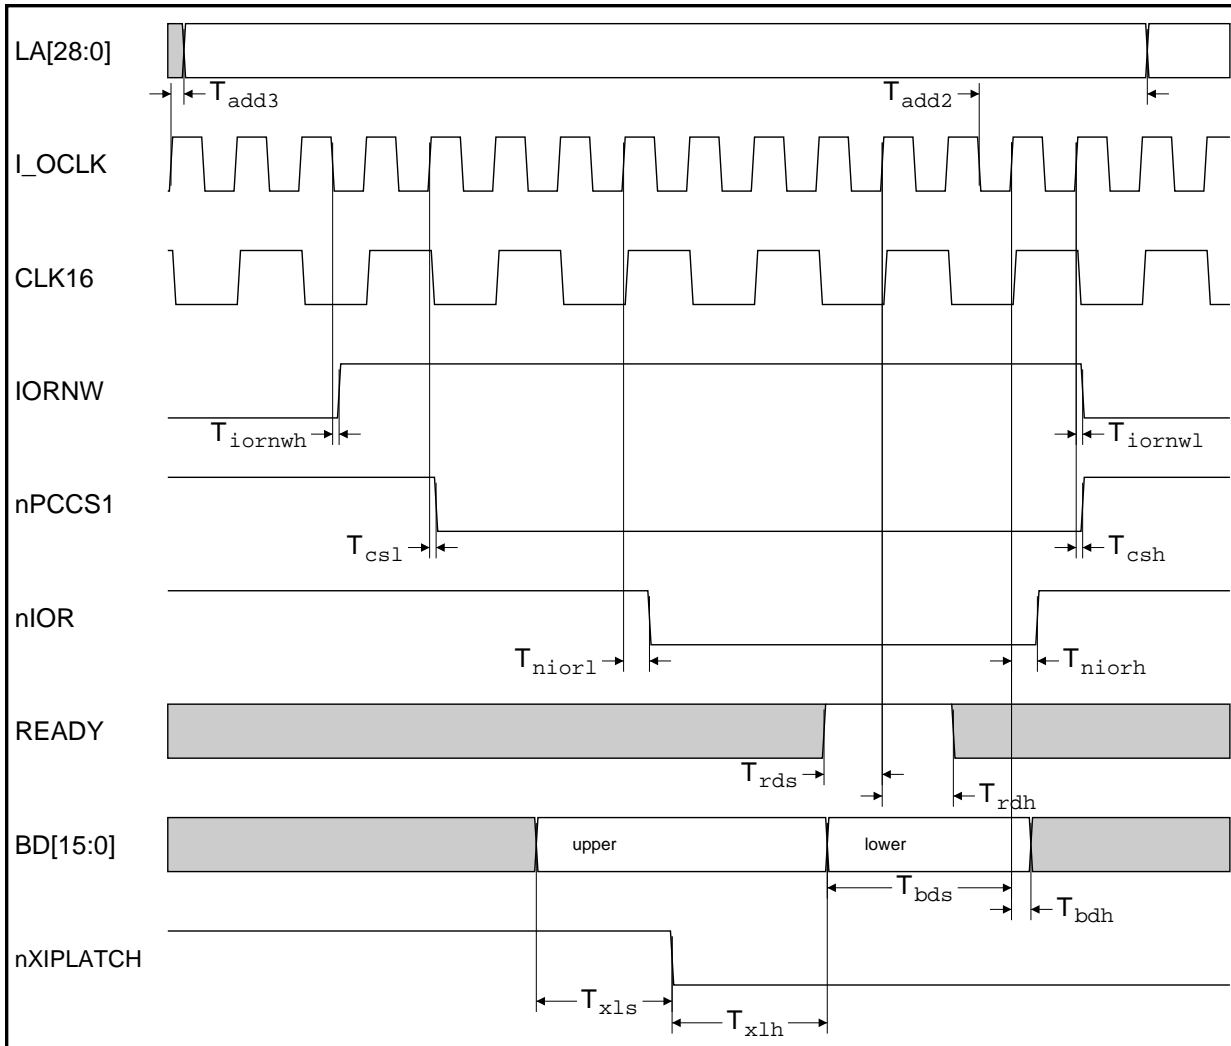 LA[28:0]
Tadd3
Tadd2
I_OCLK
CLK16
IORNW
Tiornwh
Tiornwl
nPCCS1
Tcsl
Tcsh
nIOR
Tniorl
Tniorh
READY
Trds
Trdh
BD[15:0]
upper
lower
Tbds
Tbdh
nXIPLATCH
Txls
Txlh